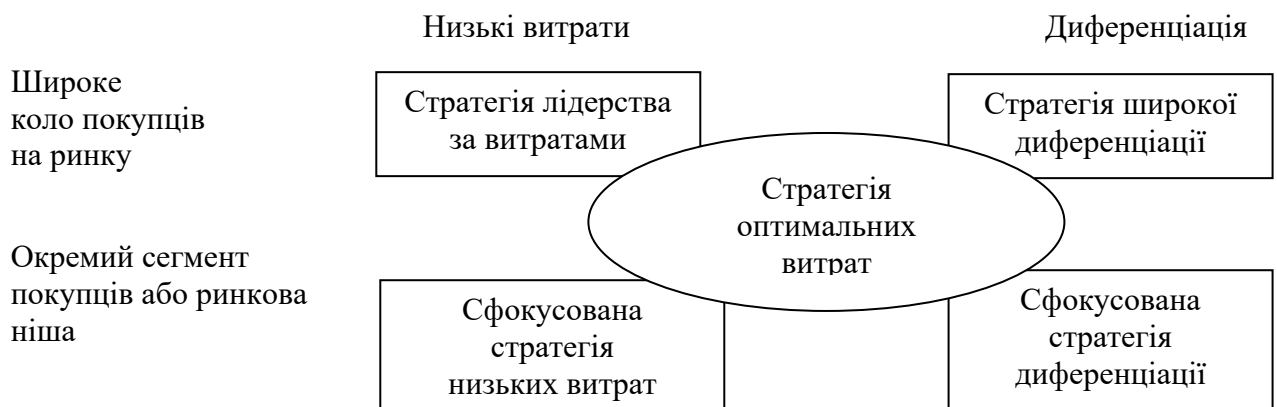 Низькі витрати
Диференціація
Широке
коло покупців
на ринку
Стратегія лідерства
за витратами
Стратегія широкої
диференціації
Стратегія
оптимальних
витрат
Окремий сегмент
покупців або ринкова
ніша
Сфокусована
стратегія
низьких витрат
Сфокусована
стратегія
диференціації